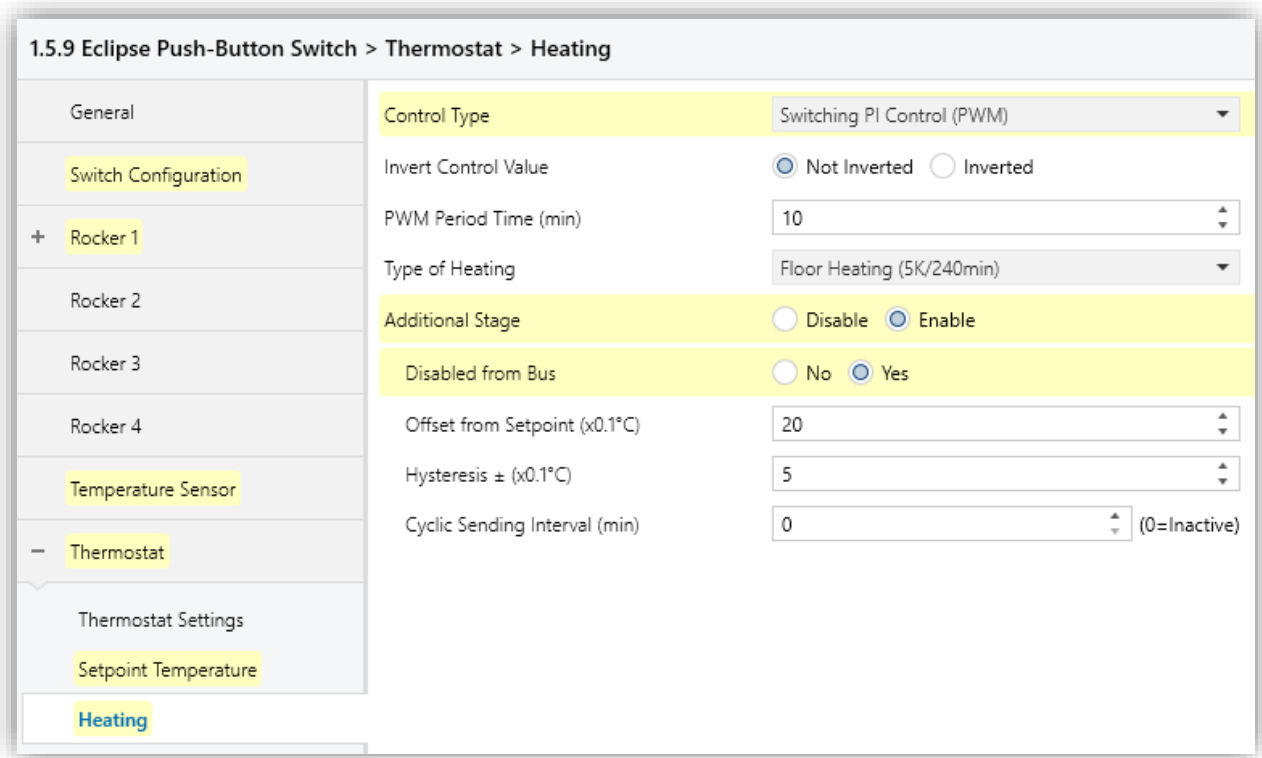 1.5.9 Eclipse Push-Button Switch > Thermostat > Heating
General
Switch Configuration
+ Rocker 1
Rocker 2
Rocker 3
Rocker 4
Temperature Sensor
− Thermostat
Thermostat Settings
Setpoint Temperature
Heating
Control Type Switching PI Control (PWM)
Invert Control Value Not Inverted Inverted
PWM Period Time (min) 10
Type of Heating Floor Heating (5K/240min)
Additional Stage Disable Enable
Disabled from Bus No Yes
Offset from Setpoint (x0.1°C) 20
Hysteresis ± (x0.1°C) 5
Cyclic Sending Interval (min) 0 (0=Inactive)